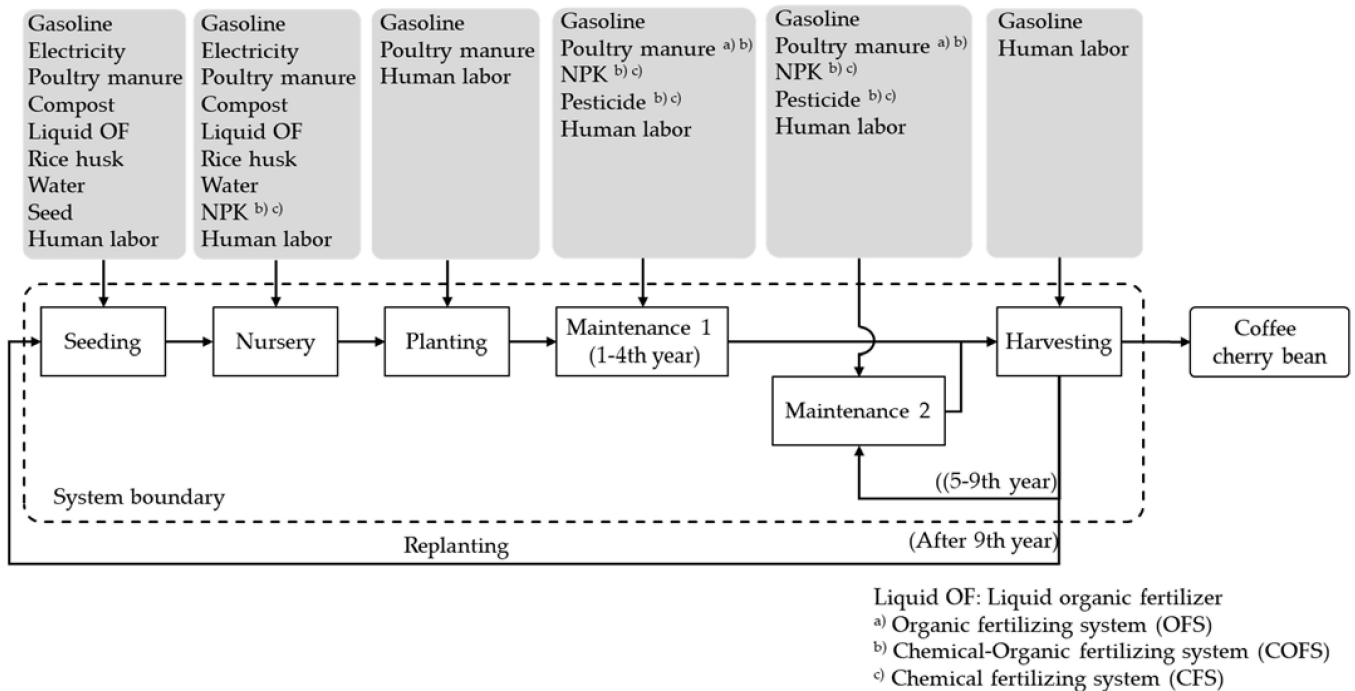 Gasoline
Electricity
Poultry manure
Compost
Liquid OF
Rice husk
Water
Seed
Human labor
Gasoline
Electricity
Poultry manure
Compost
Liquid OF
Rice husk
Water
NPK b) c)
Human labor
Gasoline
Poultry manure
Human labor
Gasoline
Poultry manure a) b)
NPK b) c)
Pesticide b) c)
Human labor
Gasoline
Poultry manure a) b)
NPK b) c)
Pesticide b) c)
Human labor
Gasoline
Human labor
Seeding
Nursery
Planting
Maintenance 1
(1-4th year)
Harvesting
Coffee
cherry bean
Maintenance 2
((5-9th year)
System boundary
Replanting
(After 9th year)
Liquid OF: Liquid organic fertilizer
a) Organic fertilizing system (OFS)
b) Chemical-Organic fertilizing system (COFS)
c) Chemical fertilizing system (CFS)